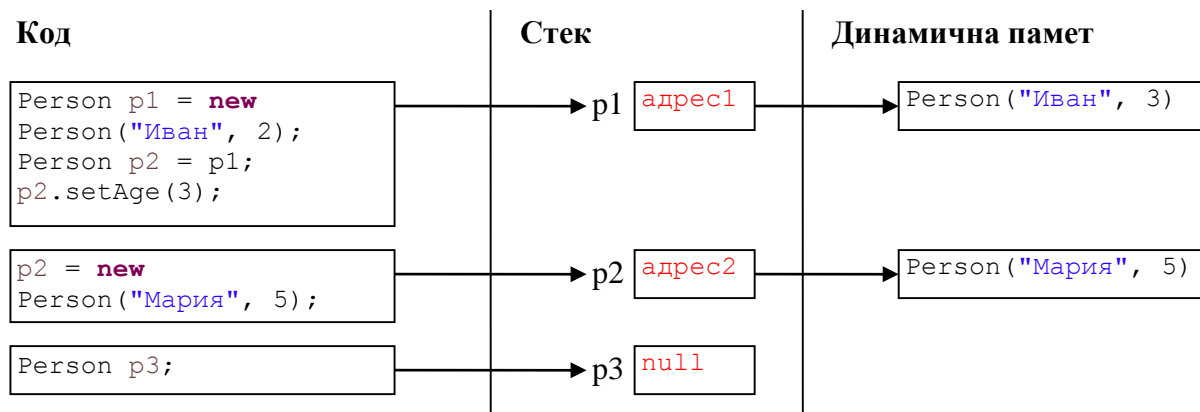 Код
Стек
Динамична памет
Person p1 = new
Person("Иван", 2);
Person p2 = p1;
p2.setAge(3);
p1
адрес1
Person("Иван", 3)
p2 = new
Person("Мария", 5);
p2
адрес2
Person("Мария", 5)
Person p3;
p3
null